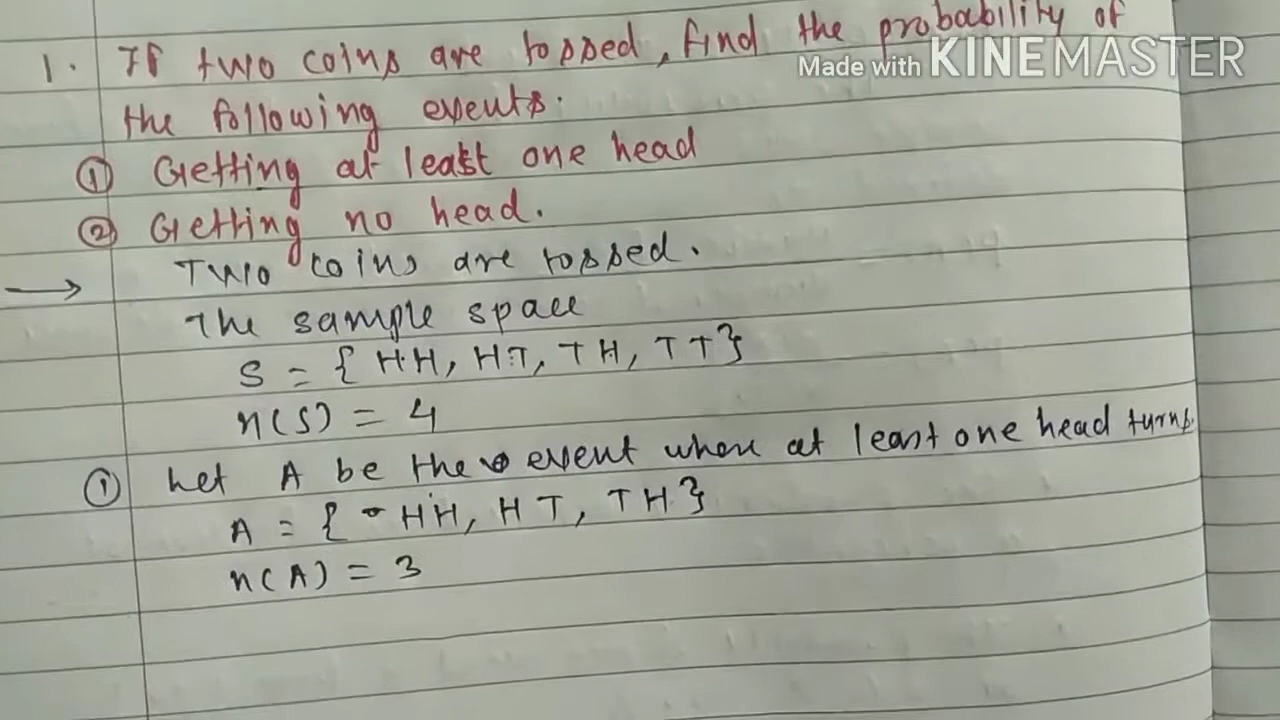 1. If two coins are tossed, find the probability of
Made with KINEMASTER
the following events.
① Getting at least one head
② Getting no head.
→ Two coins are tossed.
The sample space
S = { HH, HT, TH, TT}
n(S) = 4
① Let A be the event when at least one head turns.
A = { HH, HT, TH}
n(A) = 3